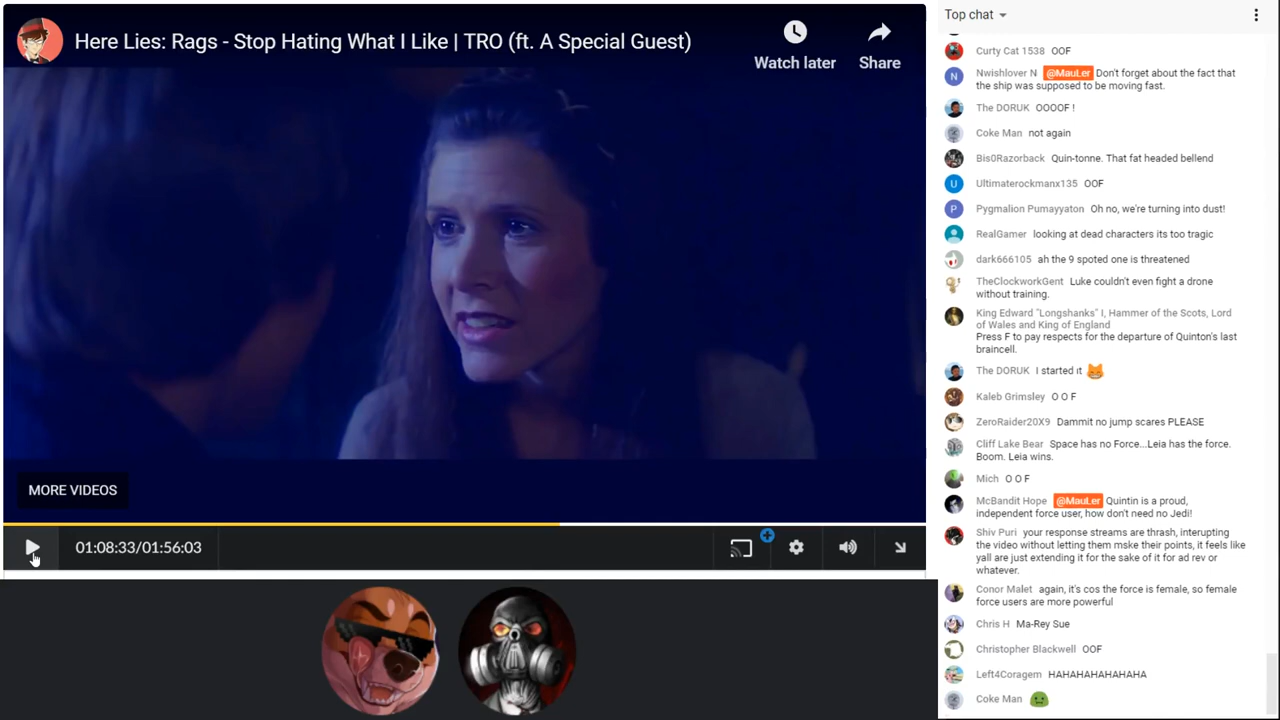 Here Lies: Rags - Stop Hating What I Like | TRO (ft. A Special Guest)
Watch later
Share
MORE VIDEOS
01:08:33/01:56:03
Top chat
Curty Cat 1538 OOF
Nwishlover N @MauLer Don't forget about the fact that
the ship was supposed to be moving fast.
The DORUK OOOOF !
Coke Man not again
Bis0Razorback Quin-tonne. That fat headed bellend
Ultimaterockmanx135 OOF
Pygmalion Pumayyaton Oh no, we're turning into dust!
RealGamer looking at dead characters its too tragic
dark666105 ah the 9 spoted one is threatened
TheClockworkGent Luke couldn't even fight a drone
without training.
King Edward "Longshanks" I, Hammer of the Scots, Lord
of Wales and King of England
Press F to pay respects for the departure of Quinton's last
braincell.
The DORUK I started it
Kaleb Grimsley O O F
ZeroRaider20X9 Dammit no jump scares PLEASE
Cliff Lake Bear Space has no Force...Leia has the force.
Boom. Leia wins.
Mich O O F
McBandit Hope @MauLer Quintin is a proud,
independent force user, how don't need no Jedi!
Shiv Puri your response streams are thrash, interupting
the video without letting them mske their points, it feels like
yall are just extending it for the sake of it for ad rev or
whatever.
Conor Malet again, it's cos the force is female, so female
force users are more powerful
Chris H Ma-Rey Sue
Christopher Blackwell OOF
Left4Coragem HAHAHAHAHAHAHA
Coke Man
N
U
P